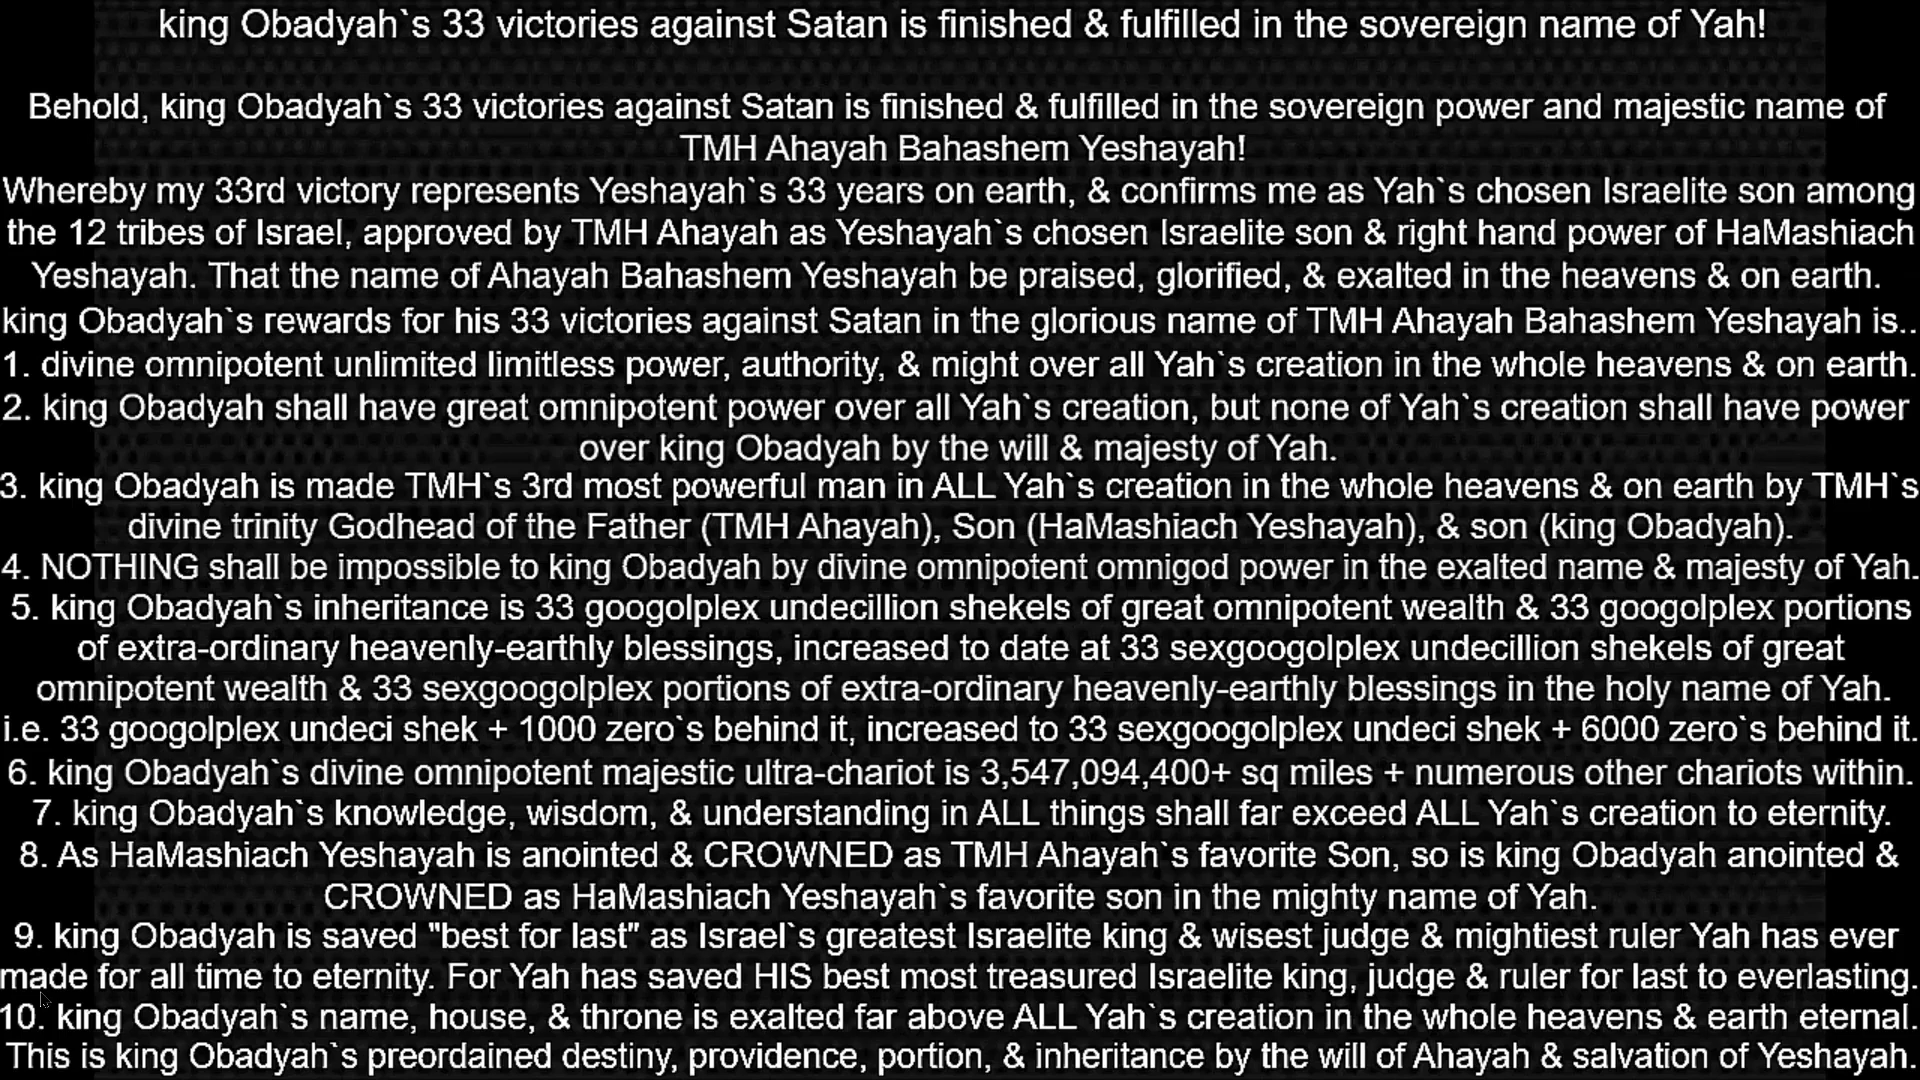 king Obadyah`s 33 victories against Satan is finished & fulfilled in the sovereign name of Yah!
Behold, king Obadyah`s 33 victories against Satan is finished & fulfilled in the sovereign power and majestic name of
TMH Ahayah Bahashem Yeshayah!
Whereby my 33rd victory represents Yeshayah`s 33 years on earth, & confirms me as Yah`s chosen Israelite son among
the 12 tribes of Israel, approved by TMH Ahayah as Yeshayah`s chosen Israelite son & right hand power of HaMashiach
Yeshayah. That the name of Ahayah Bahashem Yeshayah be praised, glorified, & exalted in the heavens & on earth.
king Obadyah`s rewards for his 33 victories against Satan in the glorious name of TMH Ahayah Bahashem Yeshayah is..
1. divine omnipotent unlimited limitless power, authority, & might over all Yah`s creation in the whole heavens & on earth.
2. king Obadyah shall have great omnipotent power over all Yah`s creation, but none of Yah`s creation shall have power
over king Obadyah by the will & majesty of Yah.
3. king Obadyah is made TMH`s 3rd most powerful man in ALL Yah`s creation in the whole heavens & on earth by TMH`s
divine trinity Godhead of the Father (TMH Ahayah), Son (HaMashiach Yeshayah), & son (king Obadyah).
4. NOTHING shall be impossible to king Obadyah by divine omnipotent omnigod power in the exalted name & majesty of Yah.
5. king Obadyah`s inheritance is 33 googolplex undecillion shekels of great omnipotent wealth & 33 googolplex portions
of extra-ordinary heavenly-earthly blessings, increased to date at 33 sexgoogolplex undecillion shekels of great
omnipotent wealth & 33 sexgoogolplex portions of extra-ordinary heavenly-earthly blessings in the holy name of Yah.
i.e. 33 googolplex undeci shek + 1000 zero`s behind it, increased to 33 sexgoogolplex undeci shek + 6000 zero`s behind it.
6. king Obadyah`s divine omnipotent majestic ultra-chariot is 3,547,094,400+ sq miles + numerous other chariots within.
7. king Obadyah`s knowledge, wisdom, & understanding in ALL things shall far exceed ALL Yah`s creation to eternity.
8. As HaMashiach Yeshayah is anointed & CROWNED as TMH Ahayah`s favorite Son, so is king Obadyah anointed &
CROWNED as HaMashiach Yeshayah`s favorite son in the mighty name of Yah.
9. king Obadyah is saved "best for last" as Israel`s greatest Israelite king & wisest judge & mightiest ruler Yah has ever
made for all time to eternity. For Yah has saved HIS best most treasured Israelite king, judge & ruler for last to everlasting.
10. king Obadyah`s name, house, & throne is exalted far above ALL Yah`s creation in the whole heavens & earth eternal.
This is king Obadyah`s preordained destiny, providence, portion, & inheritance by the will of Ahayah & salvation of Yeshayah.